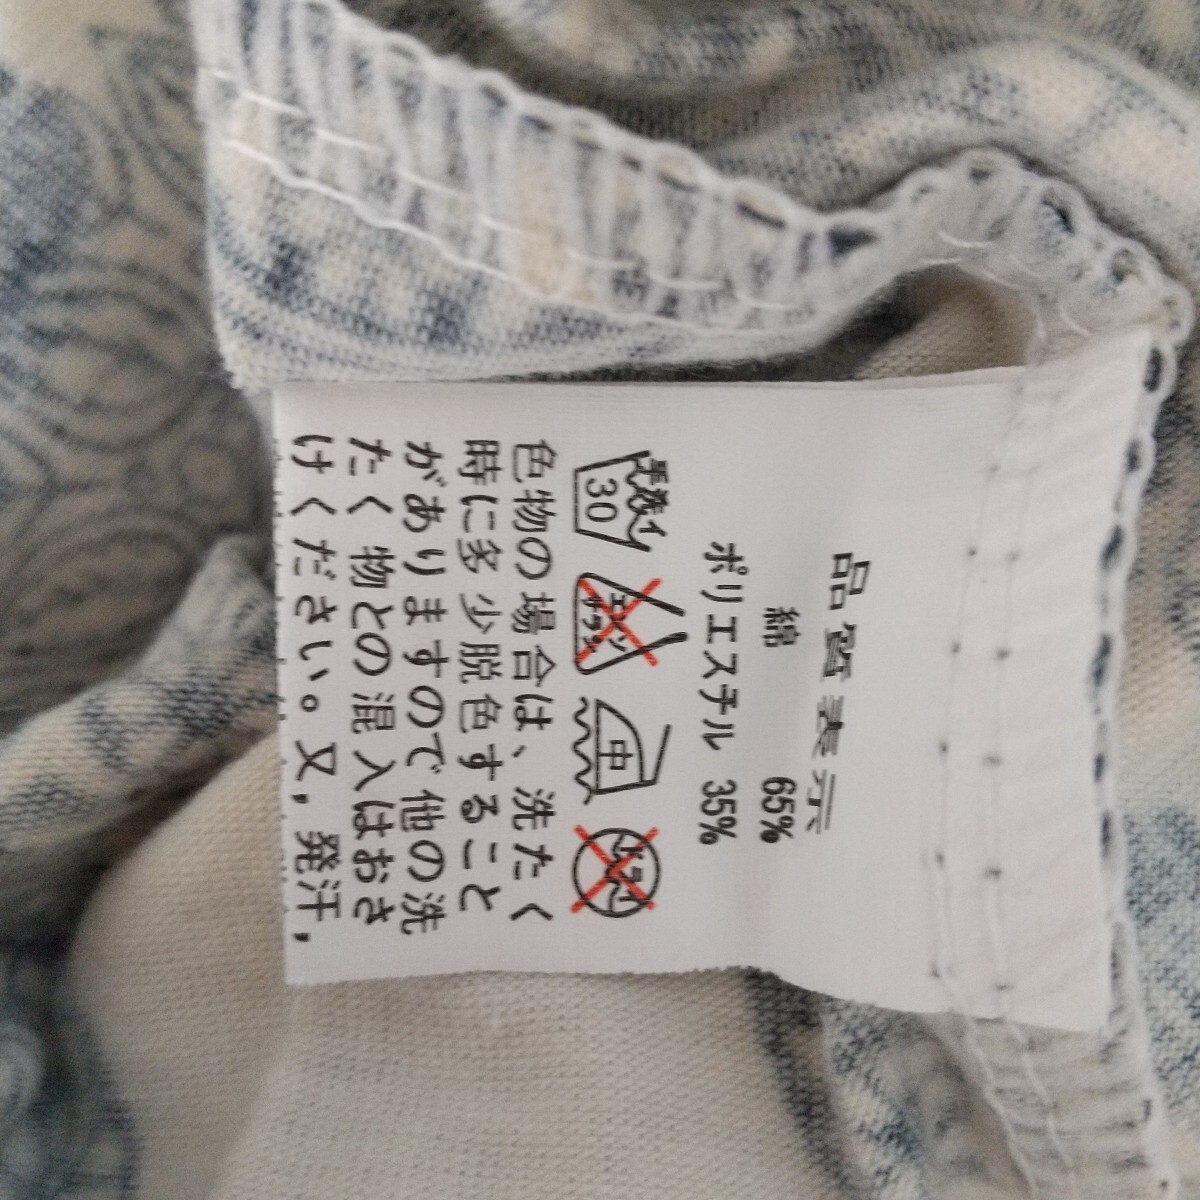 品質表示
綿 65%
ポリエステル 35%
手洗イ 30 エンソサラシ 中 ドライ
色物の場合は、洗たく
時に多少脱色すること
がありますので他の洗
たく物との混入はおさ
けください。又,発汗,